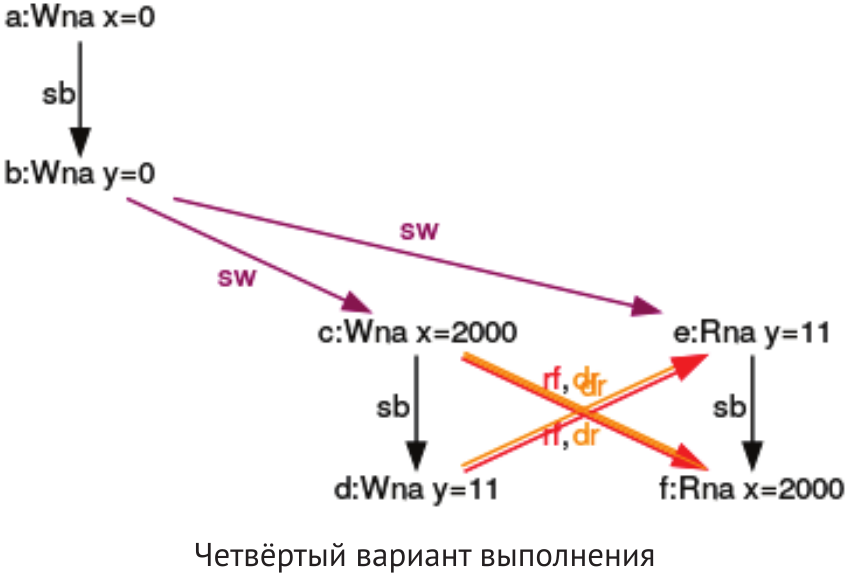 a:Wna x=0
sb
b:Wna y=0
sw
sw
c:Wna x=2000 e:Rna y=11
rf, dr dr
sb sb
rf, dr
d:Wna y=11 f:Rna x=2000
Четвёртый вариант выполнения